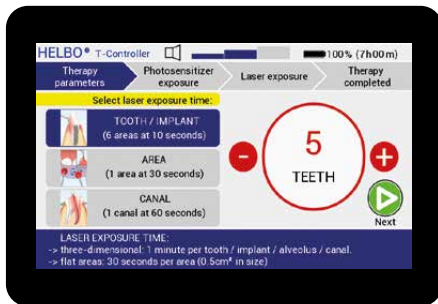 HELBO® T-Controller 100% (7h00m)
Therapy parameters
Photosensitizer exposure
Laser exposure
Therapy completed
Select laser exposure time:
TOOTH / IMPLANT
(6 areas at 10 seconds)
AREA
(1 area at 30 seconds)
CANAL
(1 canal at 60 seconds)
-
5
+
TEETH
Next
LASER EXPOSURE TIME:
-> three-dimensional: 1 minute per tooth / implant / alveolus / canal.
-> flat areas: 30 seconds per area (0.5cm² in size)